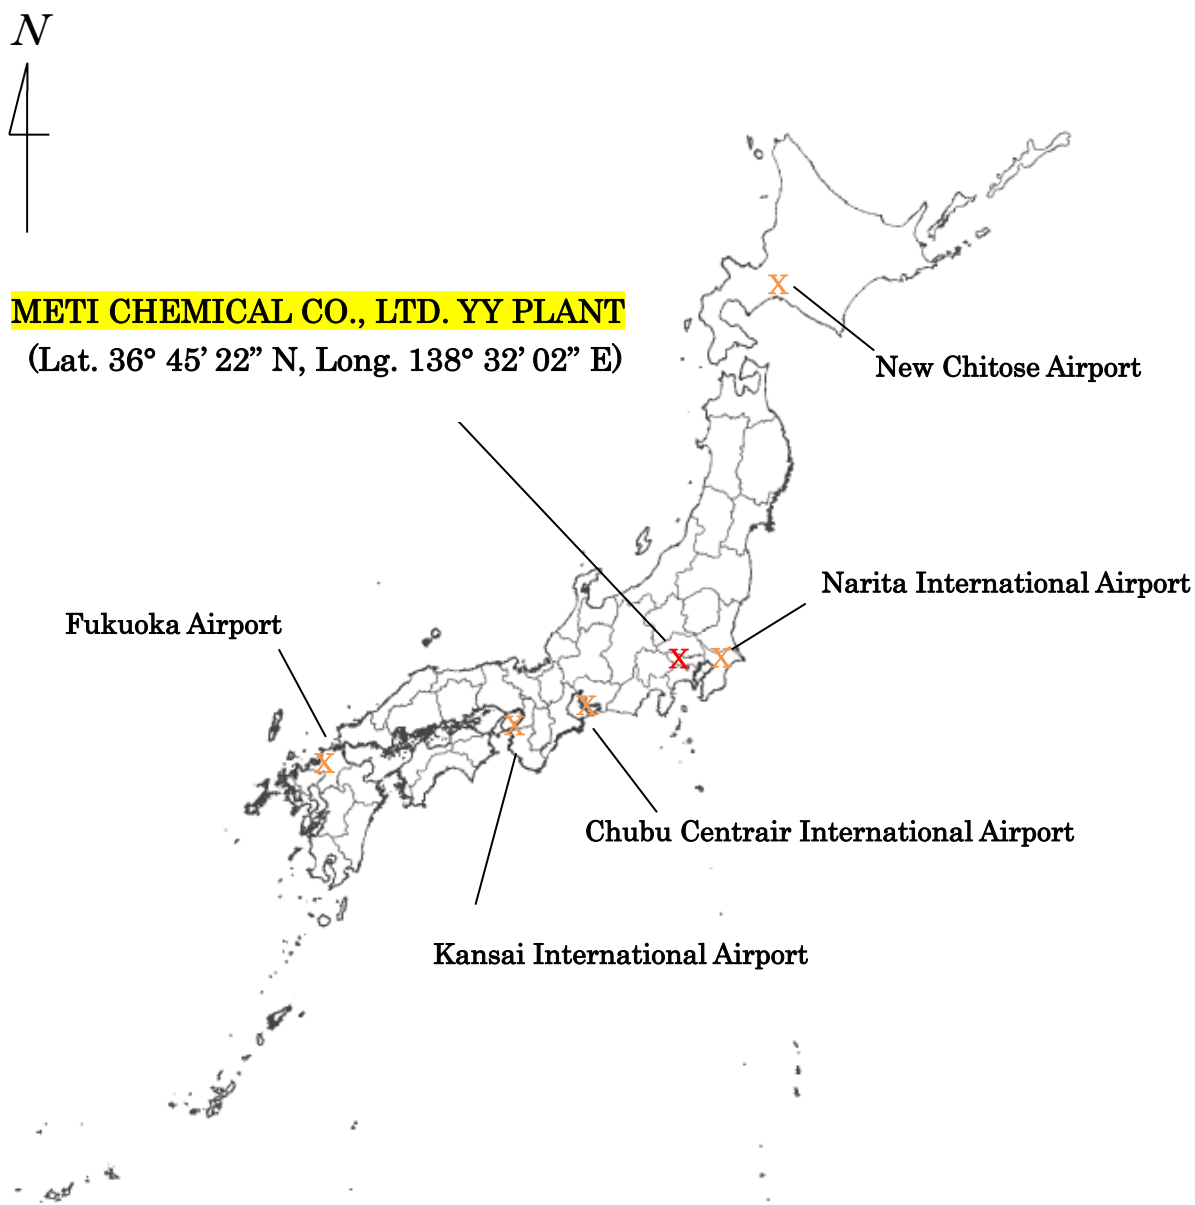 N
METI CHEMICAL CO., LTD. YY PLANT
(Lat. 36° 45’ 22” N, Long. 138° 32’ 02” E)
X
New Chitose Airport
Narita International Airport
Fukuoka Airport
X
X
X
X
X
Chubu Centrair International Airport
Kansai International Airport